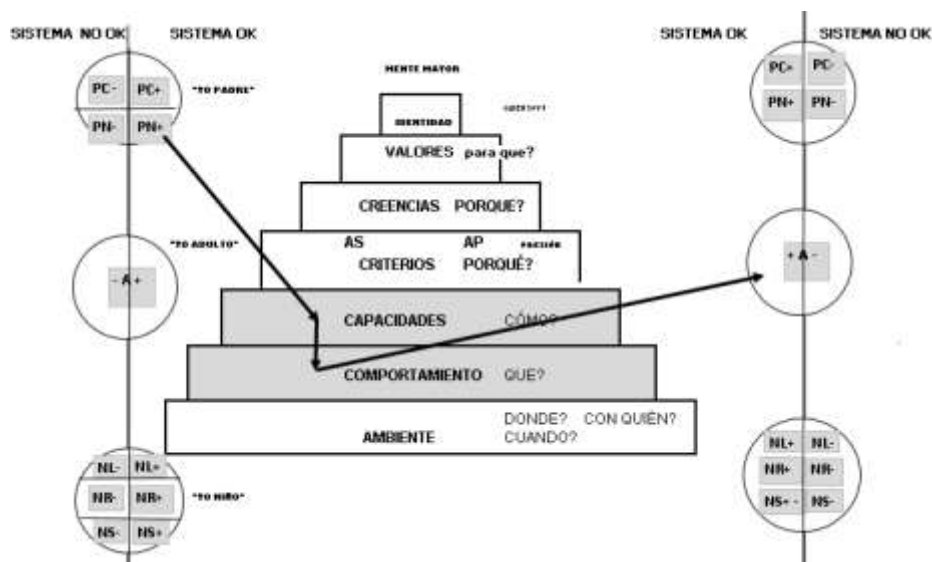 SISTEMA NO OK SISTEMA OK
SISTEMA OK SISTEMA NO OK
PC- PC+
"YO PADRE"
PN- PN+
MENTE MAYOR
IDENTIDAD
VALORES para que?
CREENCIAS PORQUE?
AS AP
CRITERIOS PORQUÉ?
CAPACIDADES CÓMO?
COMPORTAMIENTO QUE?
DONDE? CON QUIÉN?
AMBIENTE CUANDO?
"YO ADULTO"
- A +
NL- NL+
NR- NR+
"YO NIÑO"
NS- NS+
PC+ PC-
PN+ PN-
+ A -
NL+ NL-
NR+ NR-
NS+ - NS-